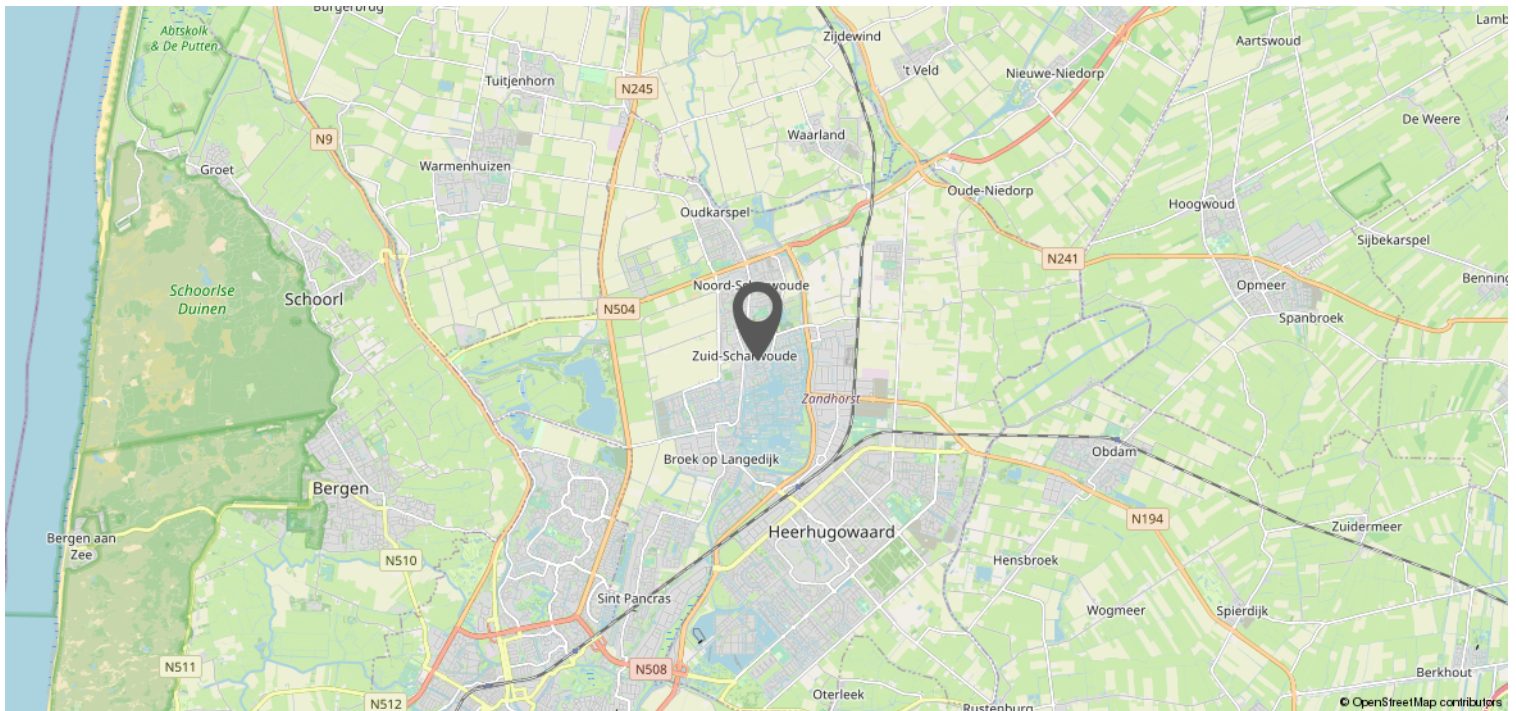 Burgerbrug
Lamb
Abtskolk
& De Putten
Zijdewind
Aartswoud
't Veld
Nieuwe-Niedorp
Tuitjenhorn
N245
De Weere
N9
Waarland
Groet
Warmenhuizen
Oude-Niedorp
Hoogwoud
Oudkarspel
Sijbekarspel
N241
Benning
Noord-Scharwoude
Opmeer
Schoorlse
Duinen
Schoorl
N504
Spanbroek
Zuid-Scharwoude
Zandhorst
Obdam
Broek op Langedijk
Bergen
N194
Zuidermeer
Heerhugowaard
Bergen aan
Zee
N510
Hensbroek
Sint Pancras
Wogmeer
Spierdijk
N511
N508
Berkhout
Oterleek
N512
Rustenburg
© OpenStreetMap contributors